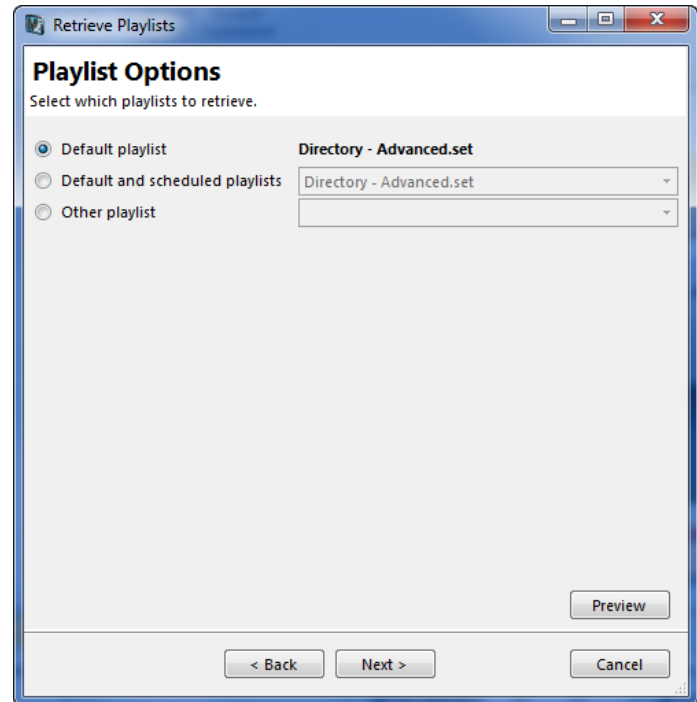 Retrieve Playlists
Playlist Options
Select which playlists to retrieve.
Default playlist Directory - Advanced.set
Default and scheduled playlists Directory - Advanced.set
Other playlist
Preview
< Back Next > Cancel